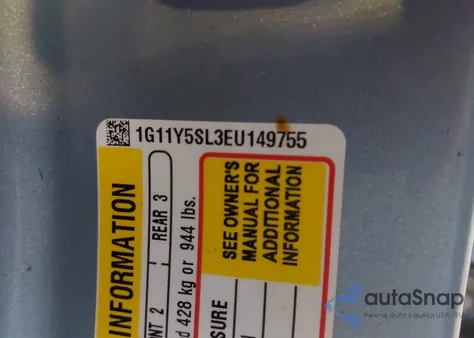 1G11Y5SL3EU149755
INFORMATION
NT 2
REAR 3
d 428 kg or 944 lbs.
SURE
SEE OWNER'S
MANUAL FOR
ADDITIONAL
INFORMATION
autaSnap